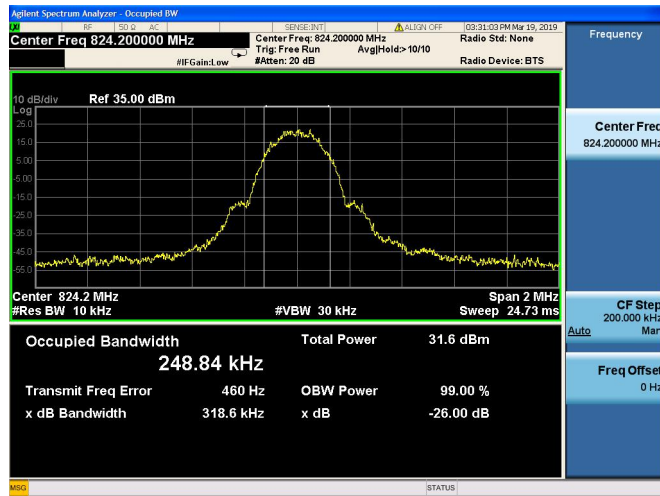 Agilent Spectrum Analyzer - Occupied BW
RF 50 Ω AC SENSE:INT ALIGN OFF 03:31:03 PM Mar 19, 2019
Center Freq 824.200000 MHz
Center Freq: 824.200000 MHz Radio Std: None
Trig: Free Run Avg|Hold:> 10/10
#IFGain:Low #Atten: 20 dB Radio Device: BTS
10 dB/div Ref 35.00 dBm
Log
25.0
15.0
5.00
-5.00
-15.0
-25.0
-35.0
-45.0
-55.0
Center 824.2 MHz Span 2 MHz
#Res BW 10 kHz #VBW 30 kHz Sweep 24.73 ms
Occupied Bandwidth Total Power 31.6 dBm
248.84 kHz
Transmit Freq Error 460 Hz OBW Power 99.00 %
x dB Bandwidth 318.6 kHz x dB -26.00 dB
MSG STATUS
Frequency
Center Freq
824.200000 MHz
CF Step
200.000 kHz
Auto Man
Freq Offset
0 Hz